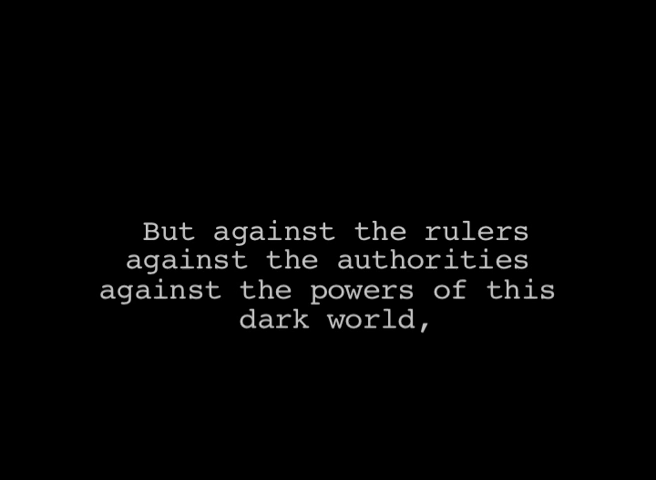 But against the rulers
against the authorities
against the powers of this
dark world,